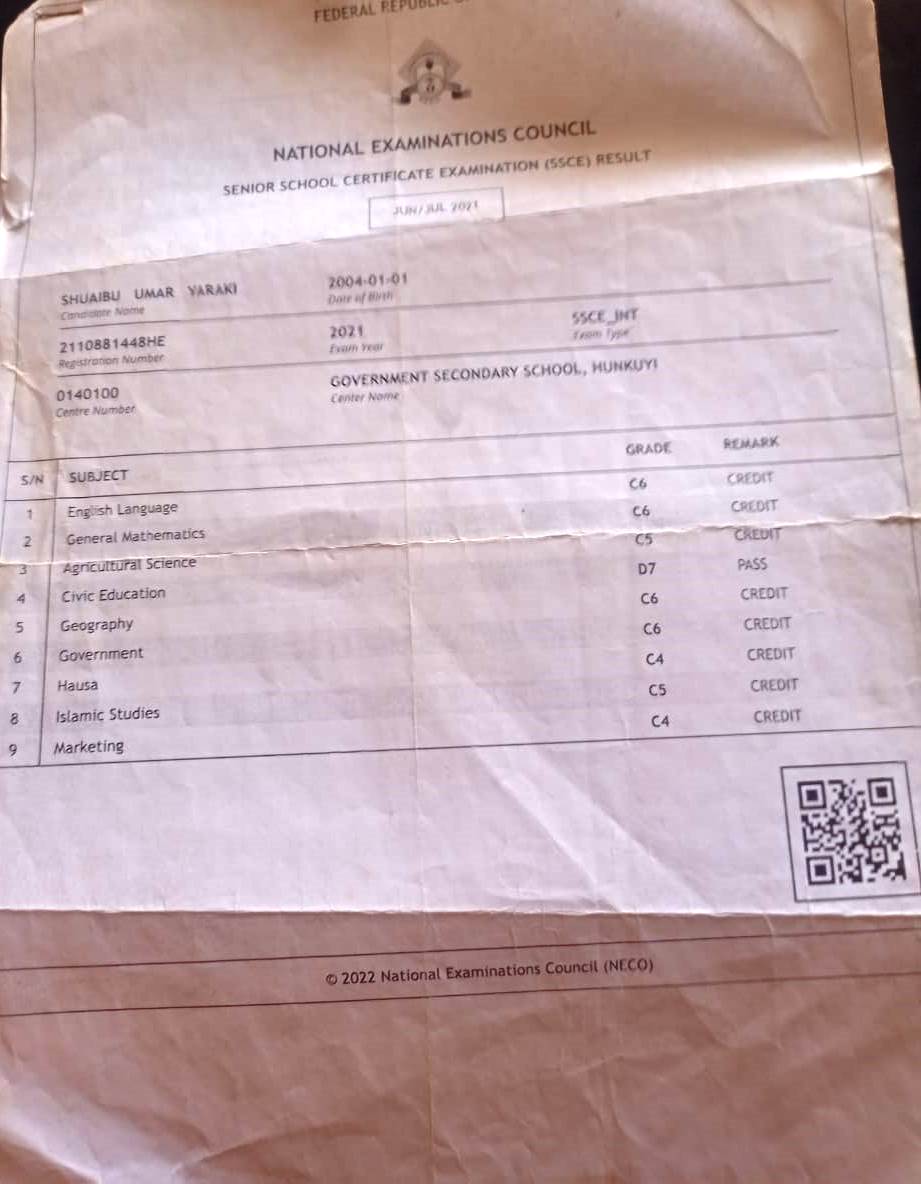 FEDERAL REPUBLIC
NATIONAL EXAMINATIONS COUNCIL
SENIOR SCHOOL CERTIFICATE EXAMINATION (SSCE) RESULT
JUN/JUL 2021
SHUAIBU UMAR YARAKI 2004-01-01
Candidate Name Date of Birth
2110881448HE 2021 SSCE_INT
Registration Number Exam Year Exam Type
0140100 GOVERNMENT SECONDARY SCHOOL, HUNKUYI
Centre Number Center Name
S/N SUBJECT GRADE REMARK
1 English Language C6 CREDIT
2 General Mathematics C6 CREDIT
3 Agricultural Science C5 CREDIT
4 Civic Education D7 PASS
5 Geography C6 CREDIT
6 Government C6 CREDIT
7 Hausa C4 CREDIT
8 Islamic Studies C5 CREDIT
9 Marketing C4 CREDIT
© 2022 National Examinations Council (NECO)